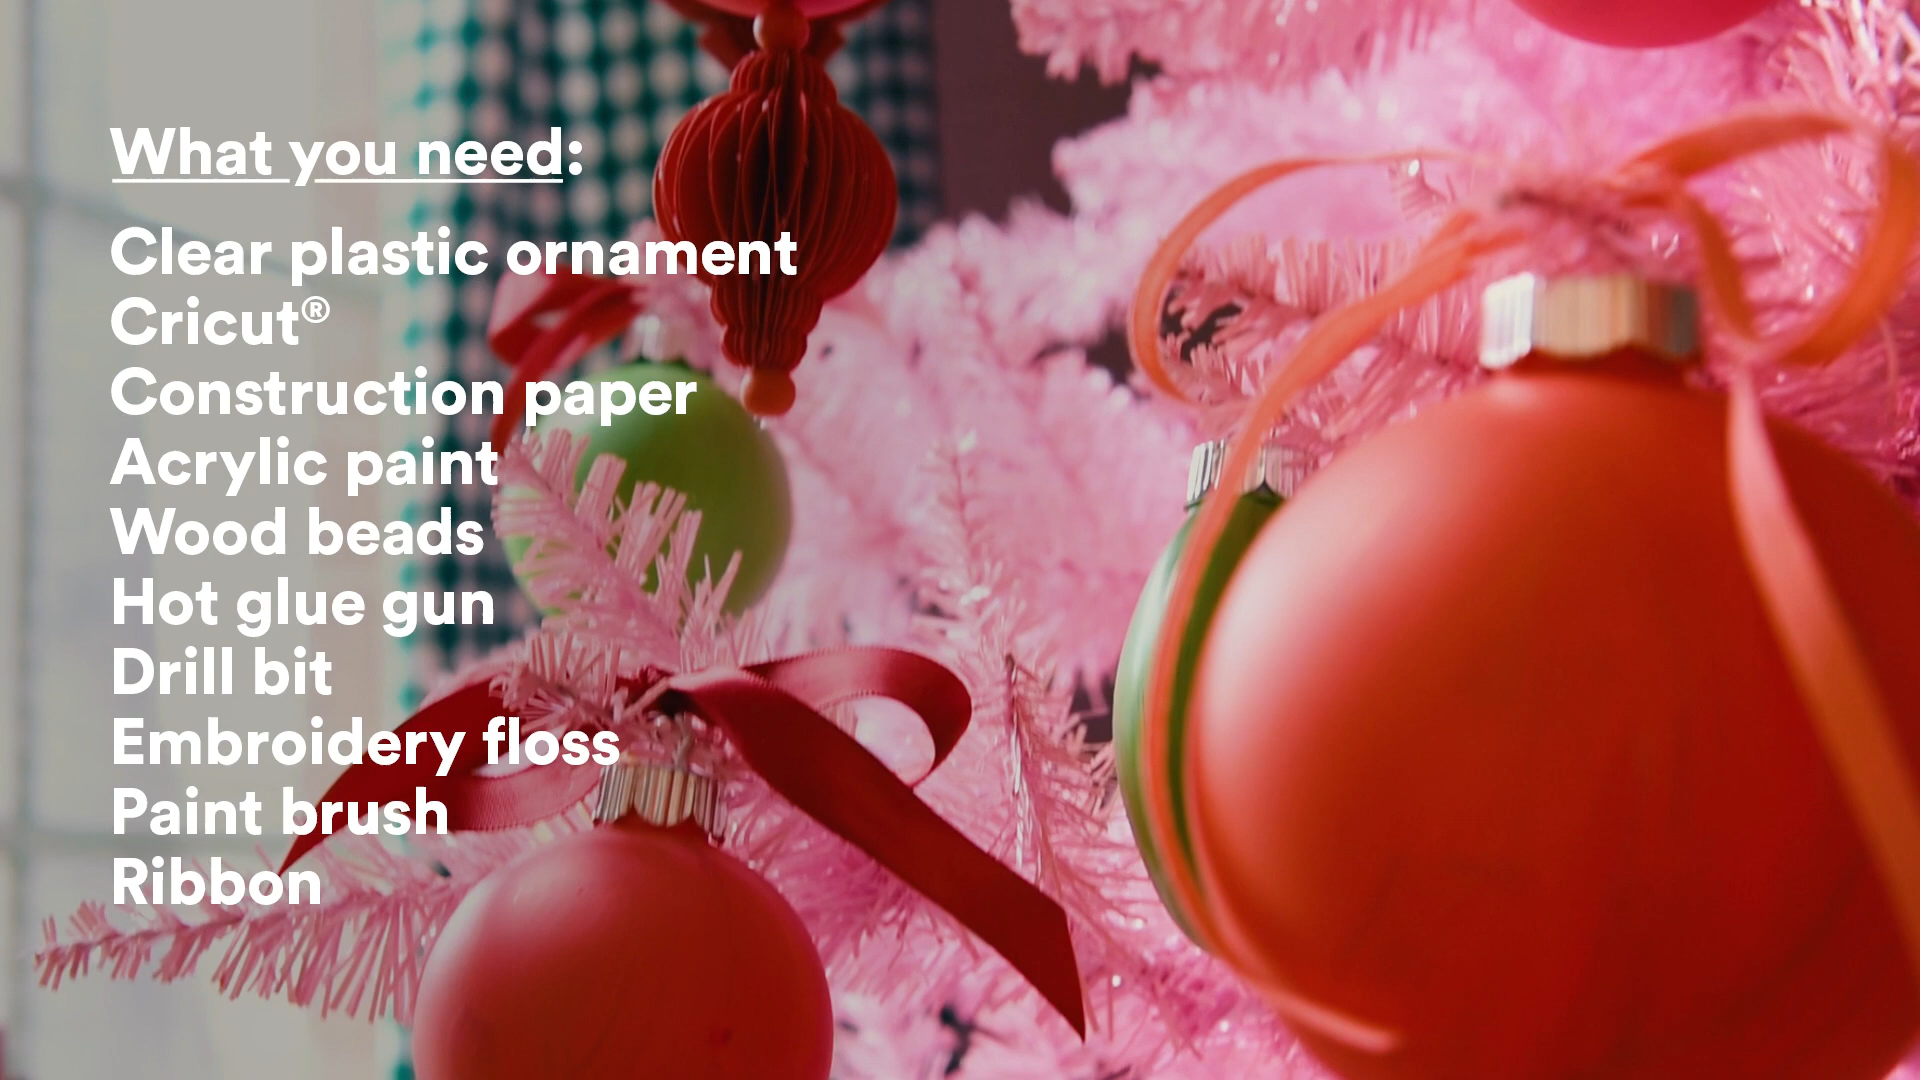 What you need:
Clear plastic ornament
Cricut®
Construction paper
Acrylic paint
Wood beads
Hot glue gun
Drill bit
Embroidery floss
Paint brush
Ribbon